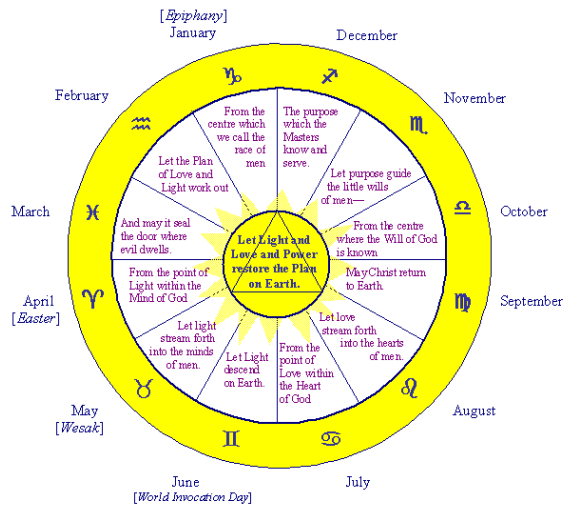 [Epiphany]
January
December
February
November
March
October
April
[Easter]
September
May
[Wesak]
August
June
[World Invocation Day]
July
♑
♐
♒
♏
♓
♎
♈
♍
♉
♌
♊
♋
From the
centre which
we call the
race of
men
The purpose
which the
Masters
know and
serve.
Let the Plan
of Love and
Light work out
Let purpose guide
the little wills
of men—
And may it seal
the door where
evil dwells.
From the centre
where the Will of God
is known
From the point of
Light within the
Mind of God
May Christ return
to Earth.
Let light
stream forth
into the minds
of men.
Let love
stream forth
into the hearts
of men.
Let Light
descend
on Earth.
From the
point of
Love within
the Heart
of God
Let Light and
Love and Power
restore the Plan
on Earth.